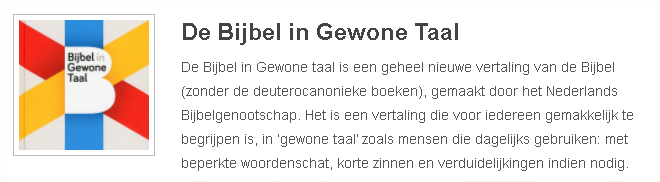 De Bijbel in Gewone Taal
Bijbel in
Gewone
Taal
De Bijbel in Gewone taal is een geheel nieuwe vertaling van de Bijbel
(zonder de deuterocanonieke boeken), gemaakt door het Nederlands
Bijbelgenootschap. Het is een vertaling die voor iedereen gemakkelijk te
begrijpen is, in 'gewone taal' zoals mensen die dagelijks gebruiken: met
beperkte woordenschat, korte zinnen en verduidelijkingen indien nodig.